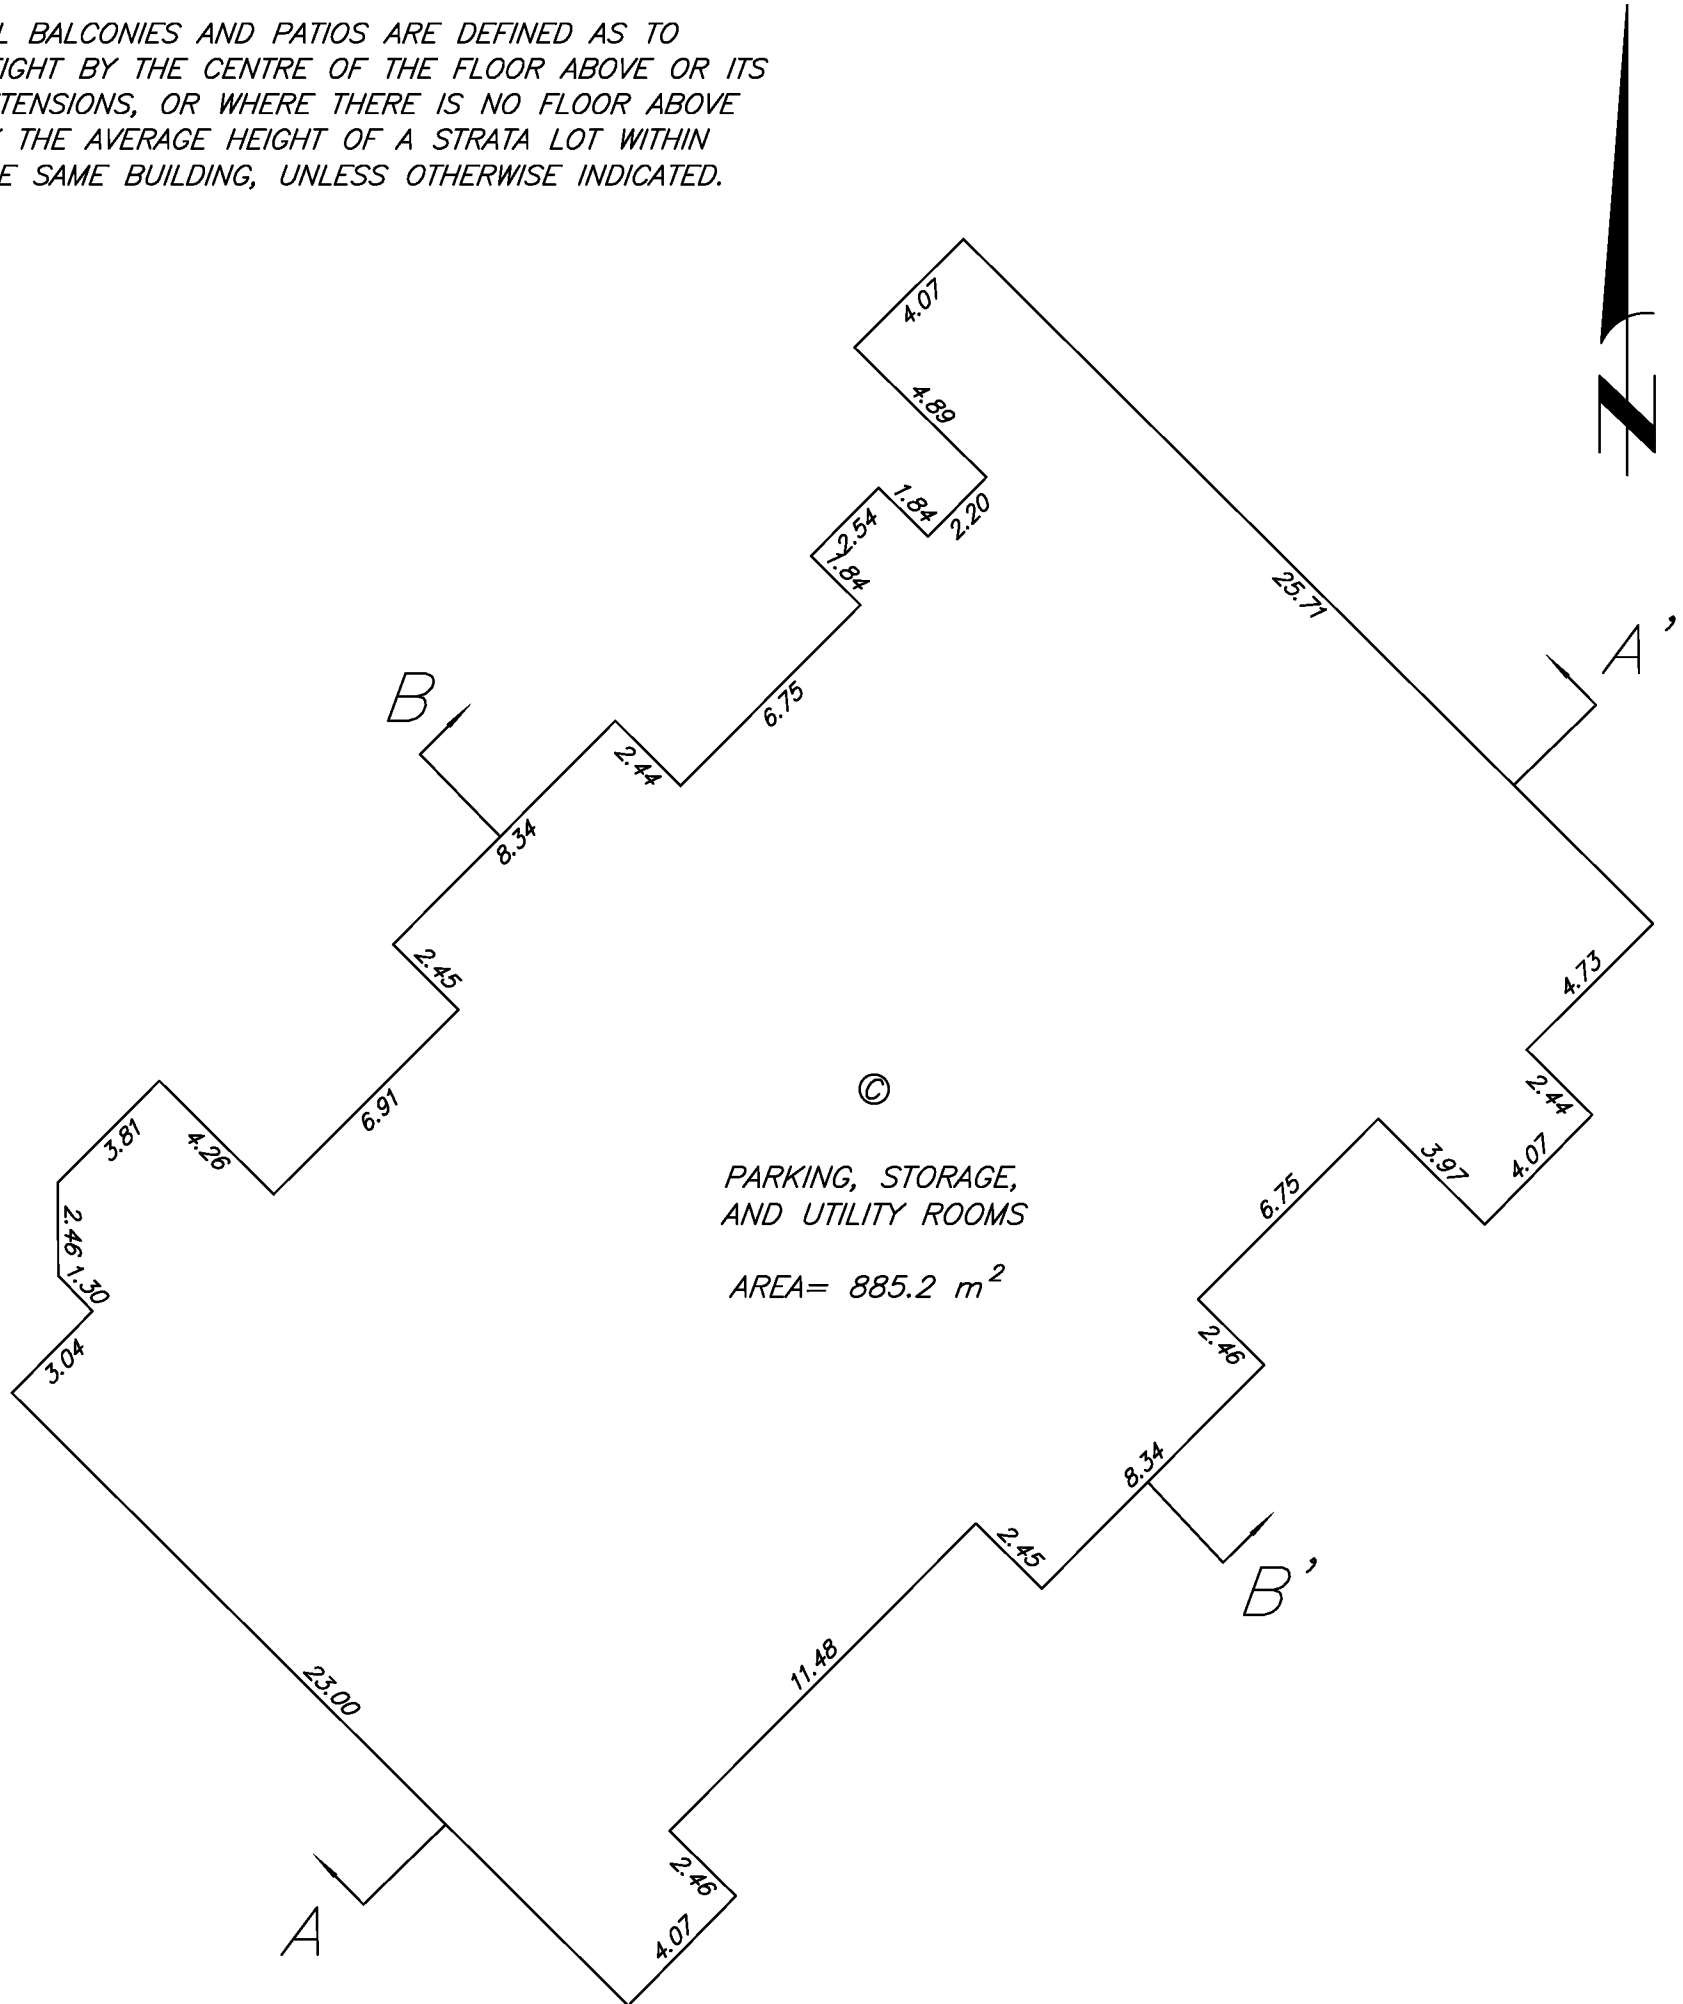 L BALCONIES AND PATIOS ARE DEFINED AS TO
IGHT BY THE CENTRE OF THE FLOOR ABOVE OR ITS
TENSIONS, OR WHERE THERE IS NO FLOOR ABOVE
THE AVERAGE HEIGHT OF A STRATA LOT WITHIN
E SAME BUILDING, UNLESS OTHERWISE INDICATED.
N
4.07
4.89
1.84
2.20
2.54
1.84
25.71
A'
6.75
B
2.44
8.34
2.45
4.73
2.44
4.07
3.97
6.91
3.81
4.26
©
PARKING, STORAGE,
AND UTILITY ROOMS
AREA= 885.2 m²
6.75
2.46
1.30
3.04
2.46
8.34
2.45
B'
11.48
23.00
2.46
4.07
A